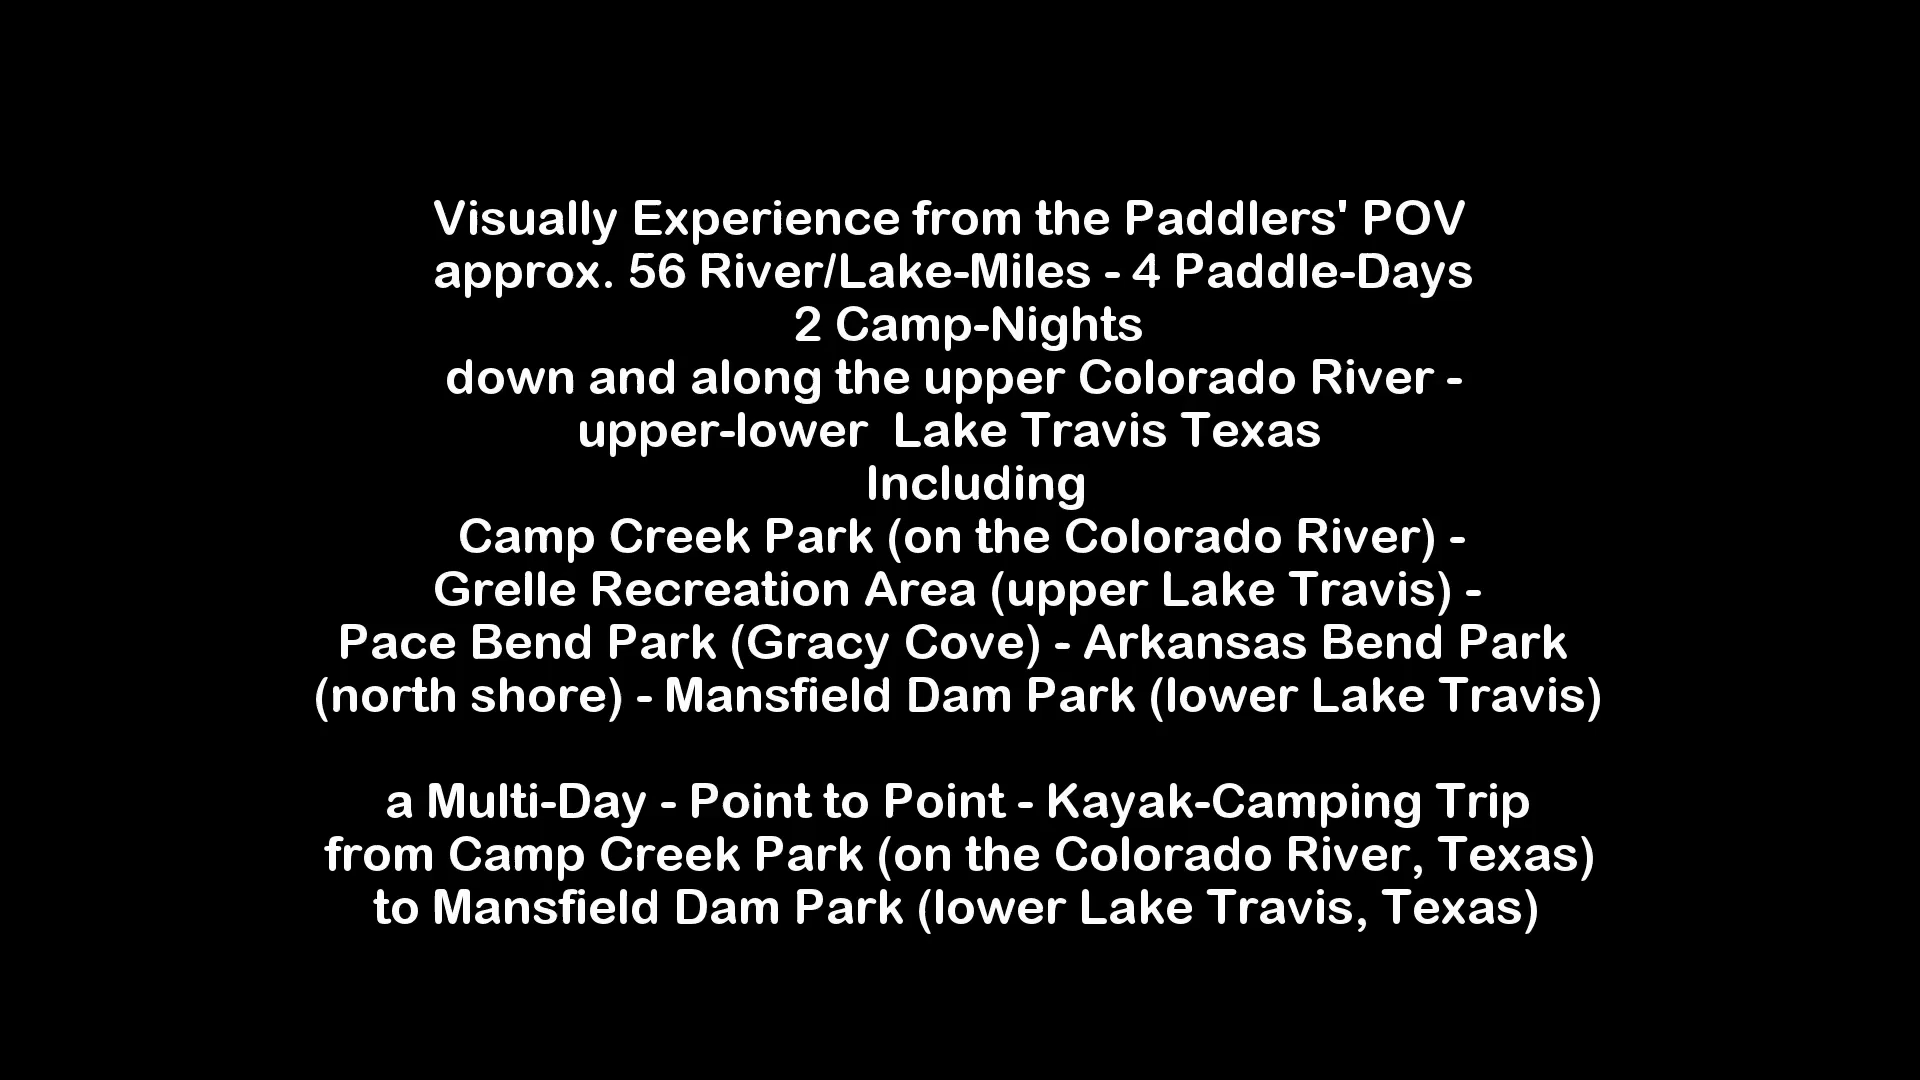 Visually Experience from the Paddlers' POV
approx. 56 River/Lake-Miles - 4 Paddle-Days
2 Camp-Nights
down and along the upper Colorado River -
upper-lower  Lake Travis Texas
Including
Camp Creek Park (on the Colorado River) -
Grelle Recreation Area (upper Lake Travis) -
Pace Bend Park (Gracy Cove) - Arkansas Bend Park
(north shore) - Mansfield Dam Park (lower Lake Travis)
a Multi-Day - Point to Point - Kayak-Camping Trip
from Camp Creek Park (on the Colorado River, Texas)
to Mansfield Dam Park (lower Lake Travis, Texas)